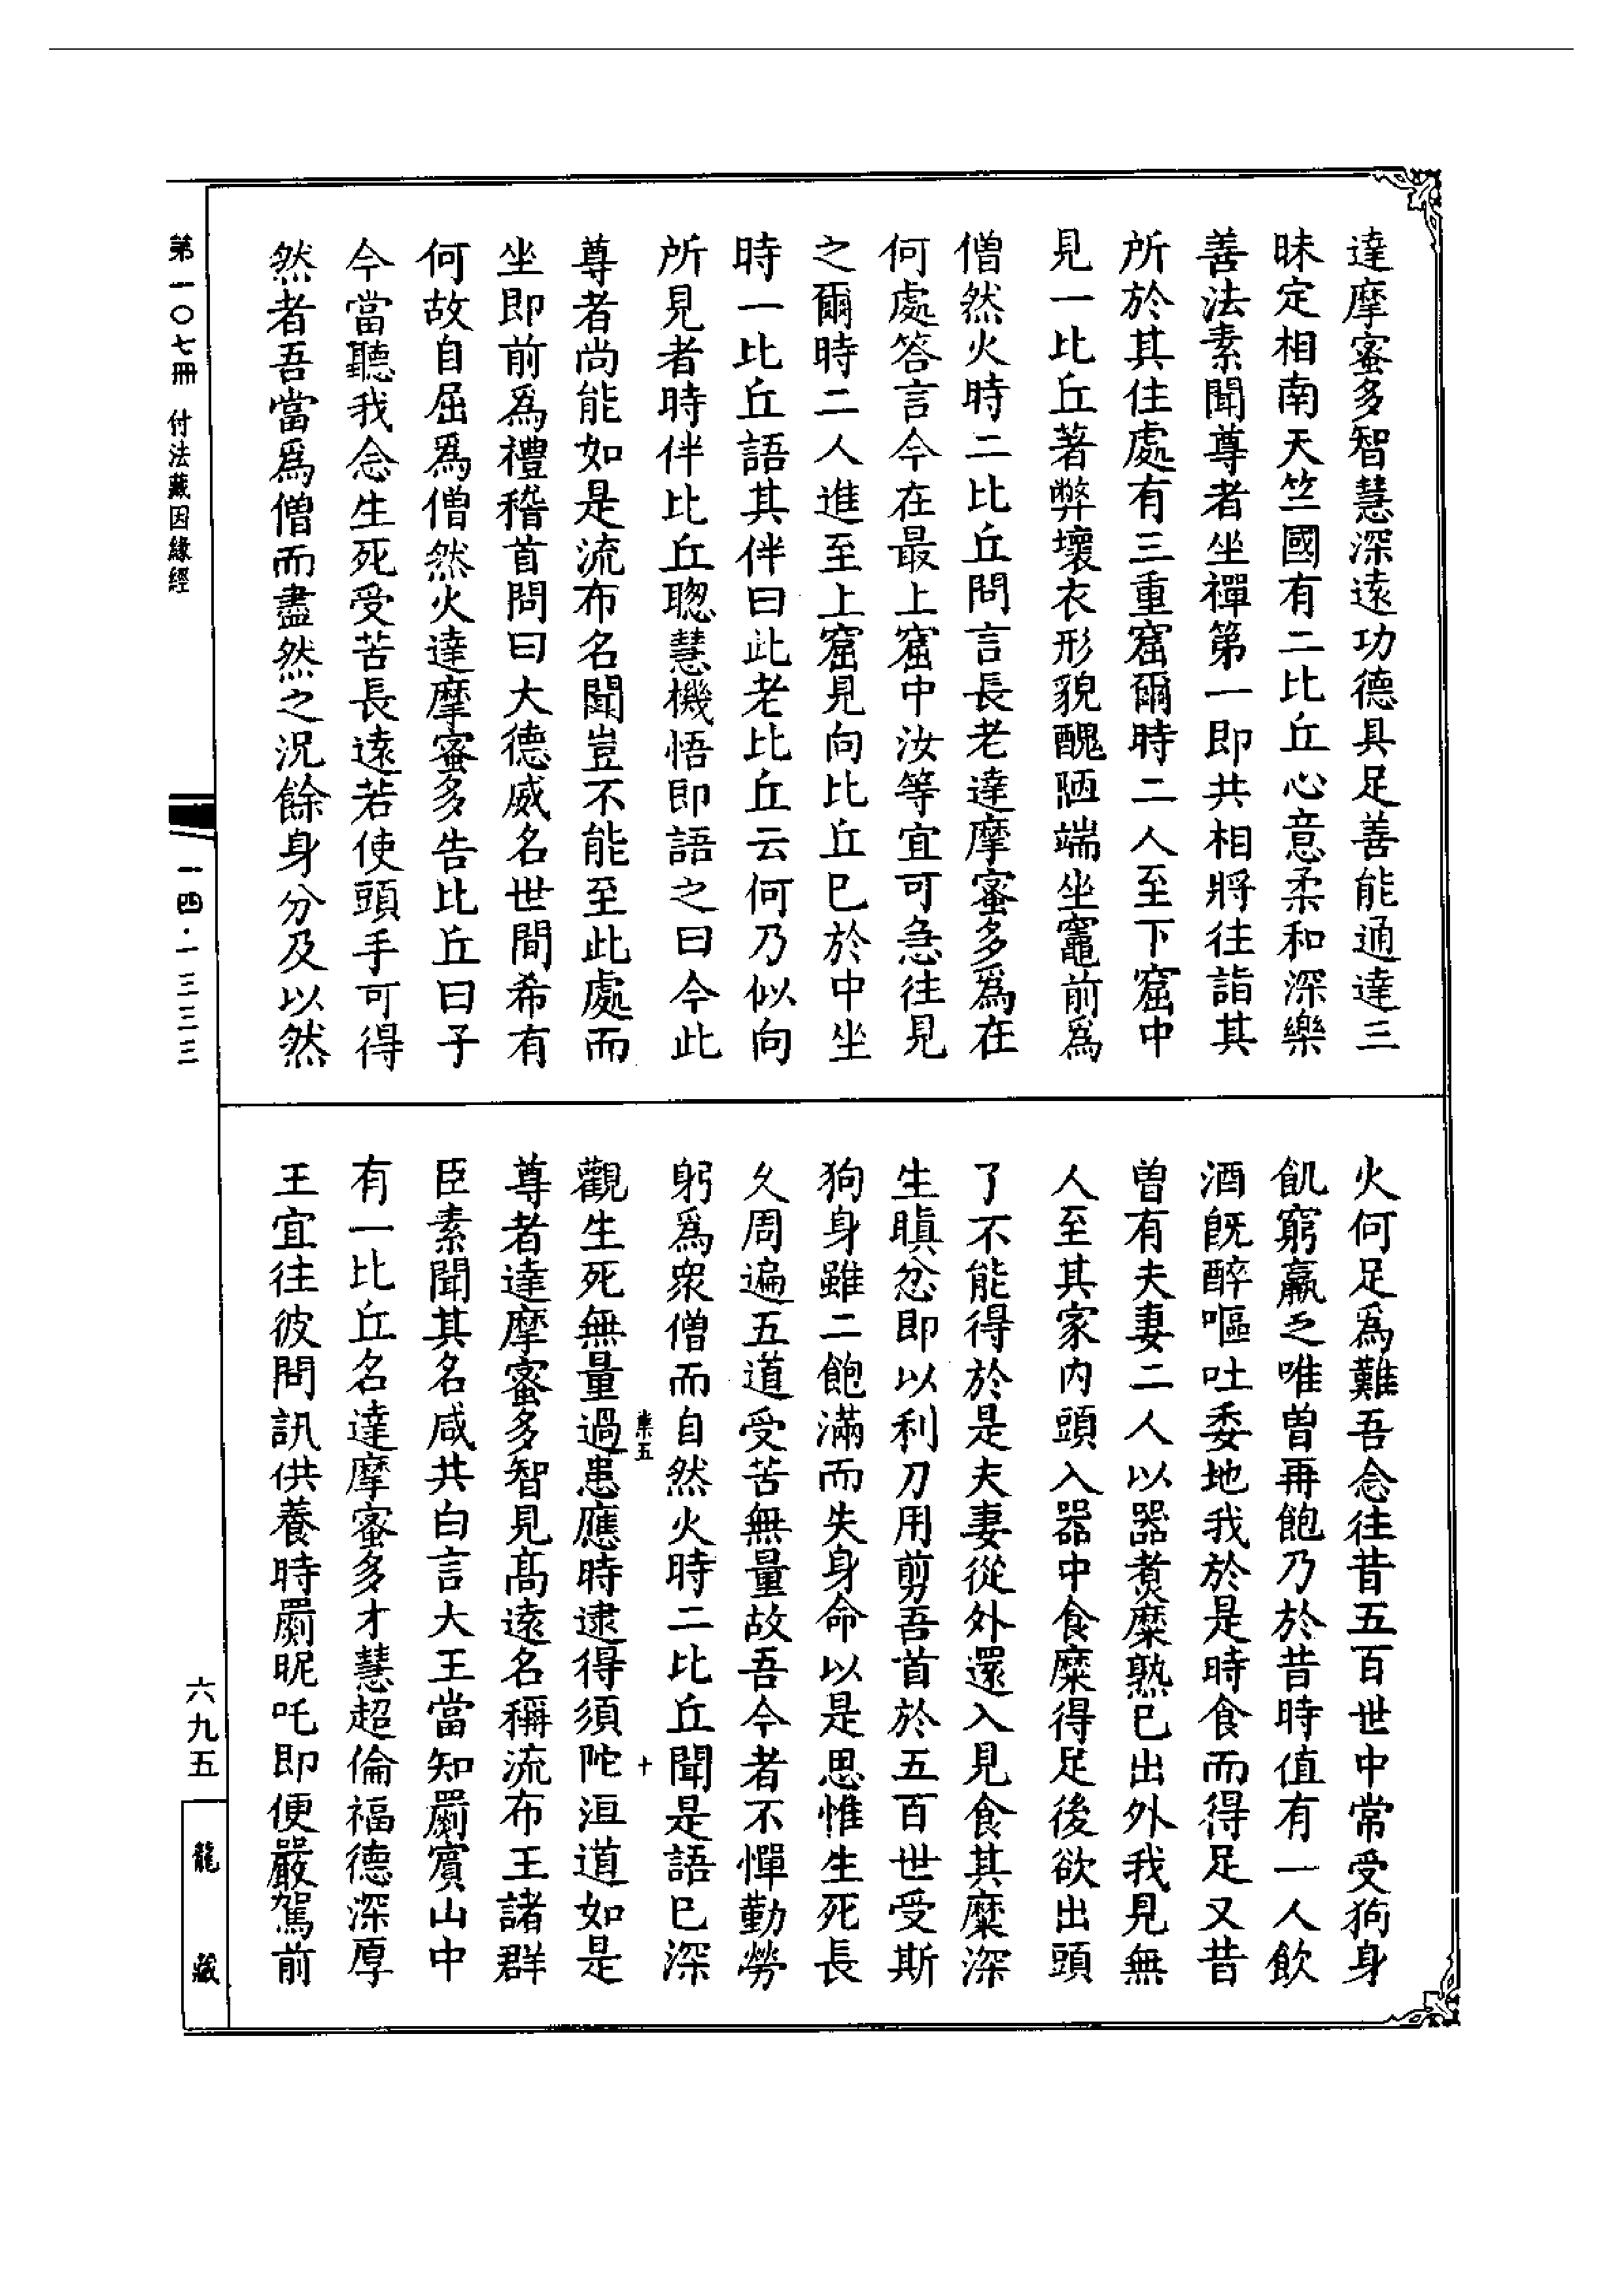 達摩蜜多智慧深遠功德具足善能通達三
昧定相南天竺國有二比丘心意柔和深樂
善法素聞尊者坐禪第一即共相將往詣其
所於其住處有三重窟爾時二人至下窟中
見一比丘著弊壞衣形貌醜陋端坐竈前爲
僧然火時二比丘問言長老達摩蜜多爲在
何處答言今在最上窟中汝等宜可急往見
之爾時二人進至上窟見向比丘巳於中坐
時一比丘語其伴曰此老比丘云何乃似向
所見者時伴比丘聰慧機悟即語之曰今此
尊者尚能如是流布名聞豈不能至此處而
坐即前爲禮稽首問曰大德威名世間希有
何故自屈爲僧然火達摩蜜多告比丘曰子
今當聽我念生死受苦長遠若使頭手可得
然者吾當爲僧而盡然之況餘身分及以然
火何足爲難吾念往昔五百世中常受狗身
飢窮羸乏唯曾再飽乃於昔時值有一人飲
酒旣醉嘔吐委地我於是時食而得足又昔
曾有夫妻二人以器煑糜熟巳出外我見無
人至其家内頭入器中食糜得足後欲出頭
了不能得於是夫妻從外還入見食其糜深
生瞋忿即以利刀用剪吾首於五百世受斯
狗身雖二飽滿而失身命以是思惟生死長
久周遍五道受苦無量故吾今者不憚勤勞
躬爲衆僧而自然火時二比丘聞是語巳深
觀生死無量過患應時逮得須陀洹道如是
尊者達摩蜜多智見髙遠名稱流布王諸群
臣素聞其名咸共白言大王當知罽賓山中
有一比丘名達摩蜜多才慧超倫福德深厚
王宜往彼問訊供養時罽昵吒即便嚴駕前
五
十
第一〇七冊 付法藏因緣經
一四·一三三三
六九五
龍藏